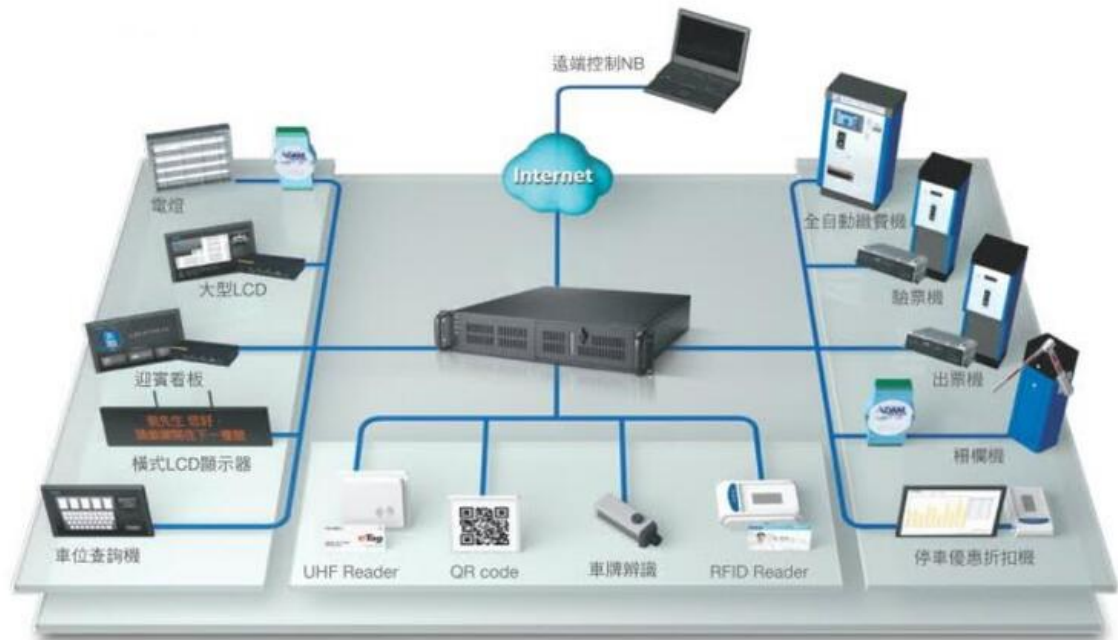 遠端控制NB
Internet
電燈
ADAM
大型LCD
迎賓看板
橫式LCD顯示器
車位查詢機
全自動繳費機
驗票機
出票機
ADAM
柵欄機
停車優惠折扣機
eTag
UHF Reader
QR code
車牌辨識
RFID Reader